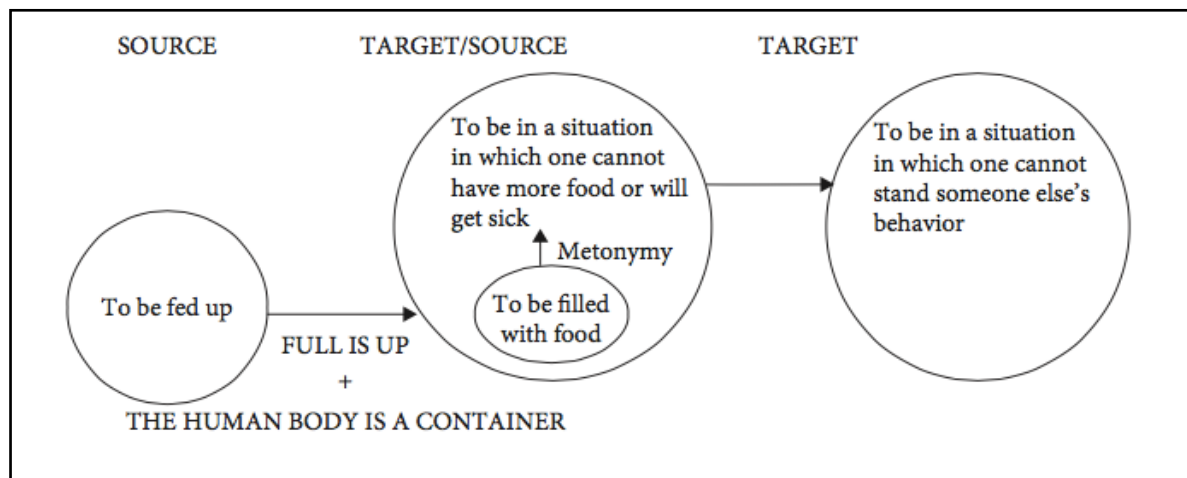 SOURCE
TARGET/SOURCE
TARGET
To be fed up
FULL IS UP
+
THE HUMAN BODY IS A CONTAINER
To be in a situation
in which one cannot
have more food or will
get sick
Metonymy
To be filled
with food
To be in a situation
in which one cannot
stand someone else’s
behavior